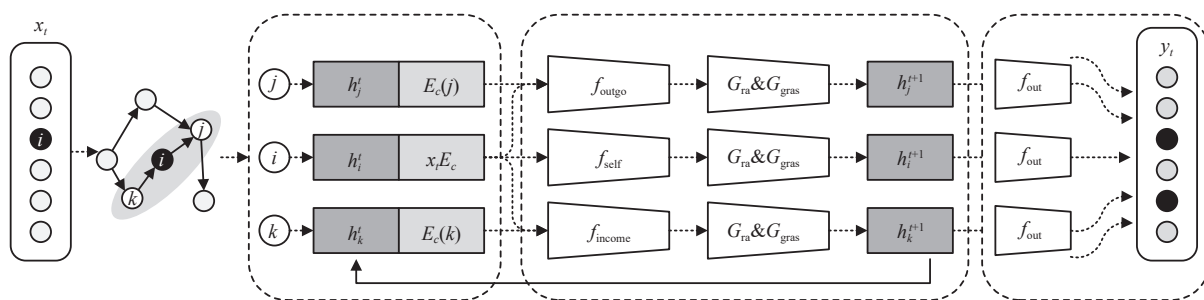 x_t
y_t
i
j
i
k
j
h_j^t
E_c(j)
f_outgo
G_ra&G_gras
h_j^{t+1}
f_out
i
h_i^t
x_t E_c
f_self
G_ra&G_gras
h_i^{t+1}
f_out
k
h_k^t
E_c(k)
f_income
G_ra&G_gras
h_k^{t+1}
f_out